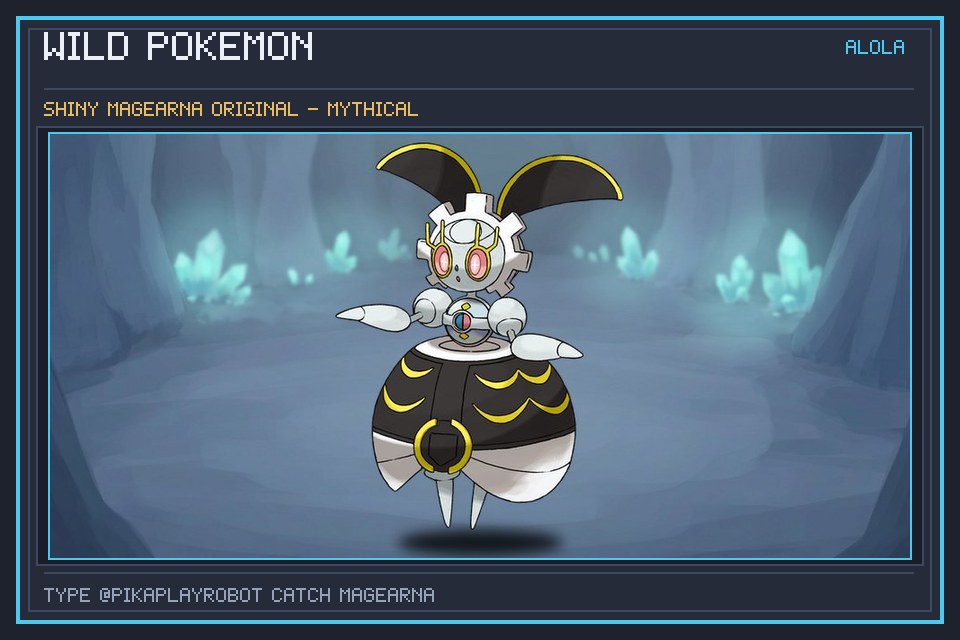 WILD POKEMON
ALOLA
SHINY MAGEARNA ORIGINAL - MYTHICAL
TYPE @PIKAPLAYROBOT CATCH MAGEARNA